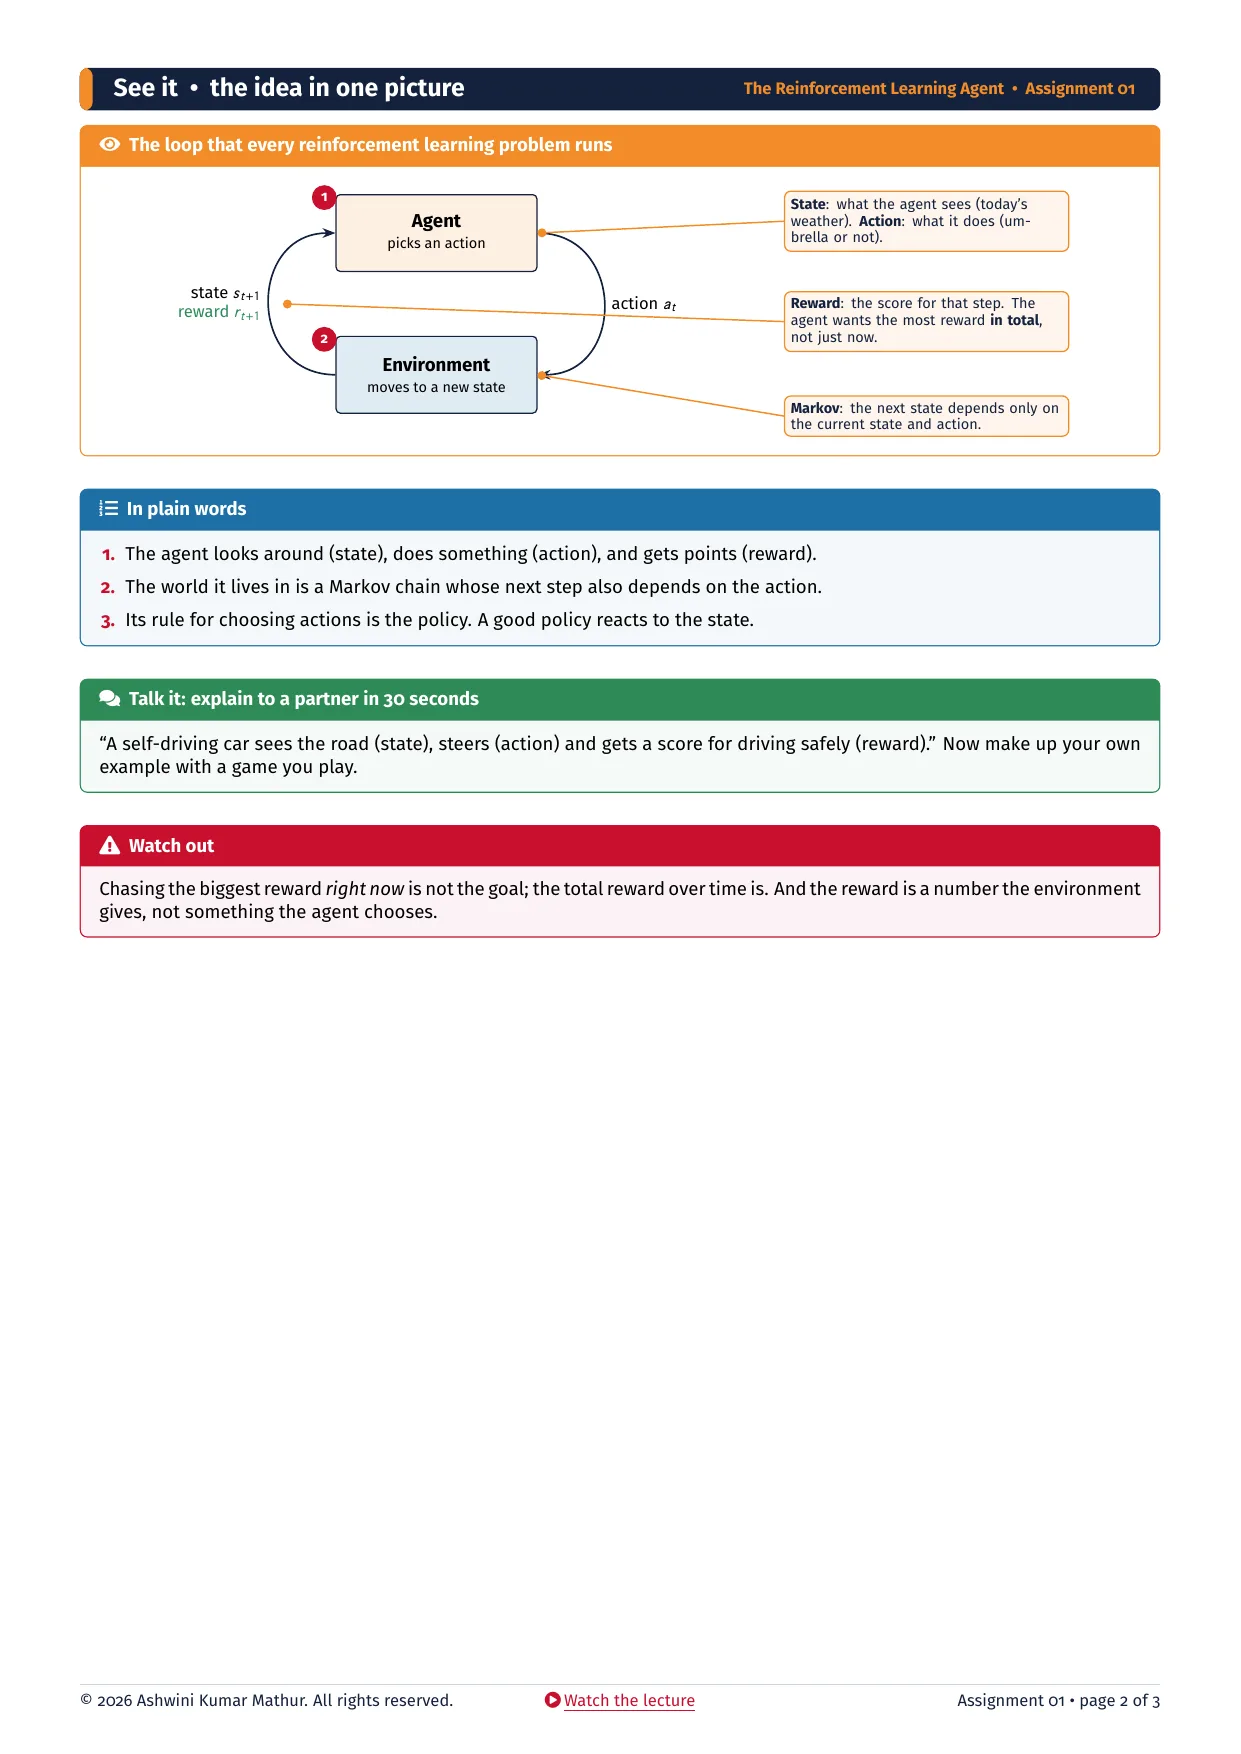 See it • the idea in one picture
The Reinforcement Learning Agent • Assignment 01
The loop that every reinforcement learning problem runs
1
Agent
picks an action
State: what the agent sees (today's
weather). Action: what it does (um-
brella or not).
state s_{t+1}
reward r_{t+1}
action a_t
Reward: the score for that step. The
agent wants the most reward in total,
not just now.
2
Environment
moves to a new state
Markov: the next state depends only on
the current state and action.
In plain words
1. The agent looks around (state), does something (action), and gets points (reward).
2. The world it lives in is a Markov chain whose next step also depends on the action.
3. Its rule for choosing actions is the policy. A good policy reacts to the state.
Talk it: explain to a partner in 30 seconds
“A self-driving car sees the road (state), steers (action) and gets a score for driving safely (reward).” Now make up your own
example with a game you play.
Watch out
Chasing the biggest reward right now is not the goal; the total reward over time is. And the reward is a number the environment
gives, not something the agent chooses.
© 2026 Ashwini Kumar Mathur. All rights reserved.
Watch the lecture
Assignment 01 • page 2 of 3